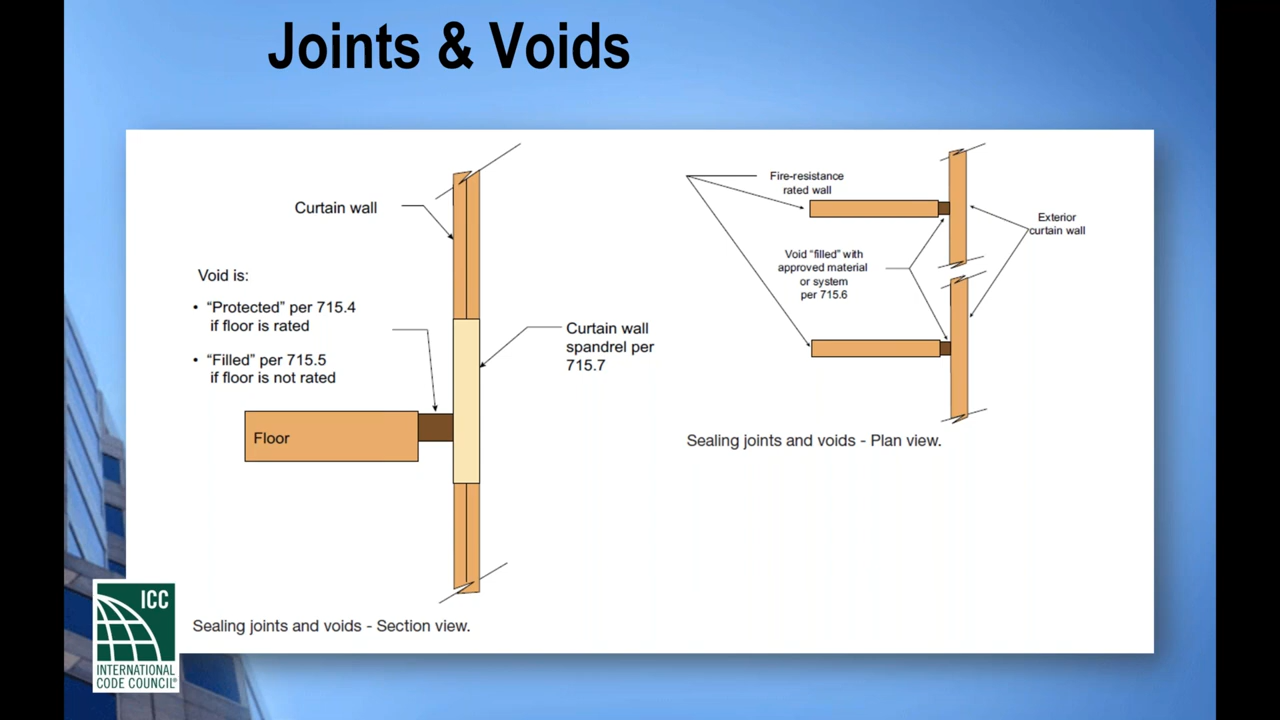 Joints & Voids
Curtain wall
Void is:
• “Protected” per 715.4
if floor is rated
• “Filled” per 715.5
if floor is not rated
Curtain wall
spandrel per
715.7
Floor
Sealing joints and voids - Section view.
Fire-resistance
rated wall
Exterior
curtain wall
Void “filled” with
approved material
or system
per 715.6
Sealing joints and voids - Plan view.
ICC
INTERNATIONAL
CODE COUNCIL®